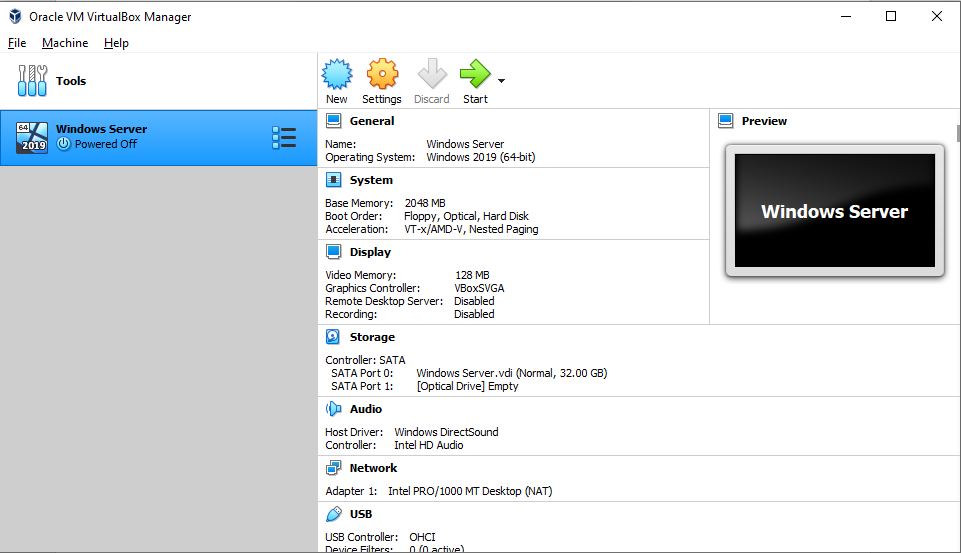 Oracle VM VirtualBox Manager
File Machine Help
Tools
New Settings Discard Start
64
2019
Windows Server
Powered Off
General
Name: Windows Server
Operating System: Windows 2019 (64-bit)
Preview
Windows Server
System
Base Memory: 2048 MB
Boot Order: Floppy, Optical, Hard Disk
Acceleration: VT-x/AMD-V, Nested Paging
Display
Video Memory: 128 MB
Graphics Controller: VBoxSVGA
Remote Desktop Server: Disabled
Recording: Disabled
Storage
Controller: SATA
SATA Port 0: Windows Server.vdi (Normal, 32.00 GB)
SATA Port 1: [Optical Drive] Empty
Audio
Host Driver: Windows DirectSound
Controller: Intel HD Audio
Network
Adapter 1: Intel PRO/1000 MT Desktop (NAT)
USB
USB Controller: OHCI
Device Filters: 0 (0 active)